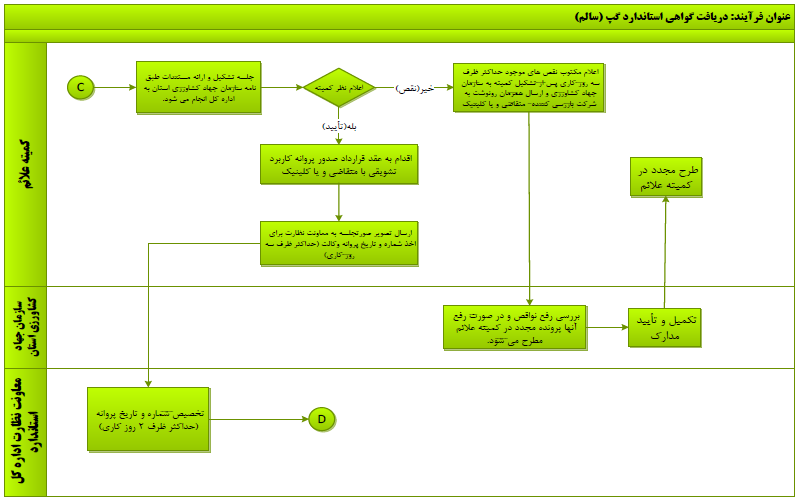 عنوان فرآیند: دریافت گواهی استاندارد گپ (سالم)
کمیته علائم
C
جلسه تشکیل و ارائه مستندات طبق
نامه سازمان جهاد کشاورزی استان به
اداره کل انجام می شود.
اعلام نظر کمیته
خیر(نقص)
اعلام مکتوب نقص های موجود حداکثر ظرف
سه روز-کاری پس از-تشکیل کمیته به سازمان
جهاد کشاورزی و ارسال همزمان رونوشت به
شرکت بازرسی کننده- متقاضی و یا کلینیک
بله(تأیید)
اقدام به عقد قرارداد صدور پروانه کاربرد
تشویقی با متقاضی و یا کلینیک
طرح مجدد در
کمیته علائم
ارسال تصویر صورتجلسه به معاونت نظارت برای
اخذ شماره و تاریخ پروانه وکالت (حداکثر ظرف سه
روز-کاری)
سازمان جهاد
کشاورزی استان
بررسی رفع نواقص و در صورت رفع
آنها پرونده مجدد در کمیته علائم
مطرح می شود.
تکمیل و تأیید
مدارک
معاونت نظارت اداره کل
استاندارد
تخصیص شماره و تاریخ پروانه
(حداکثر ظرف ۲ روز کاری)
D